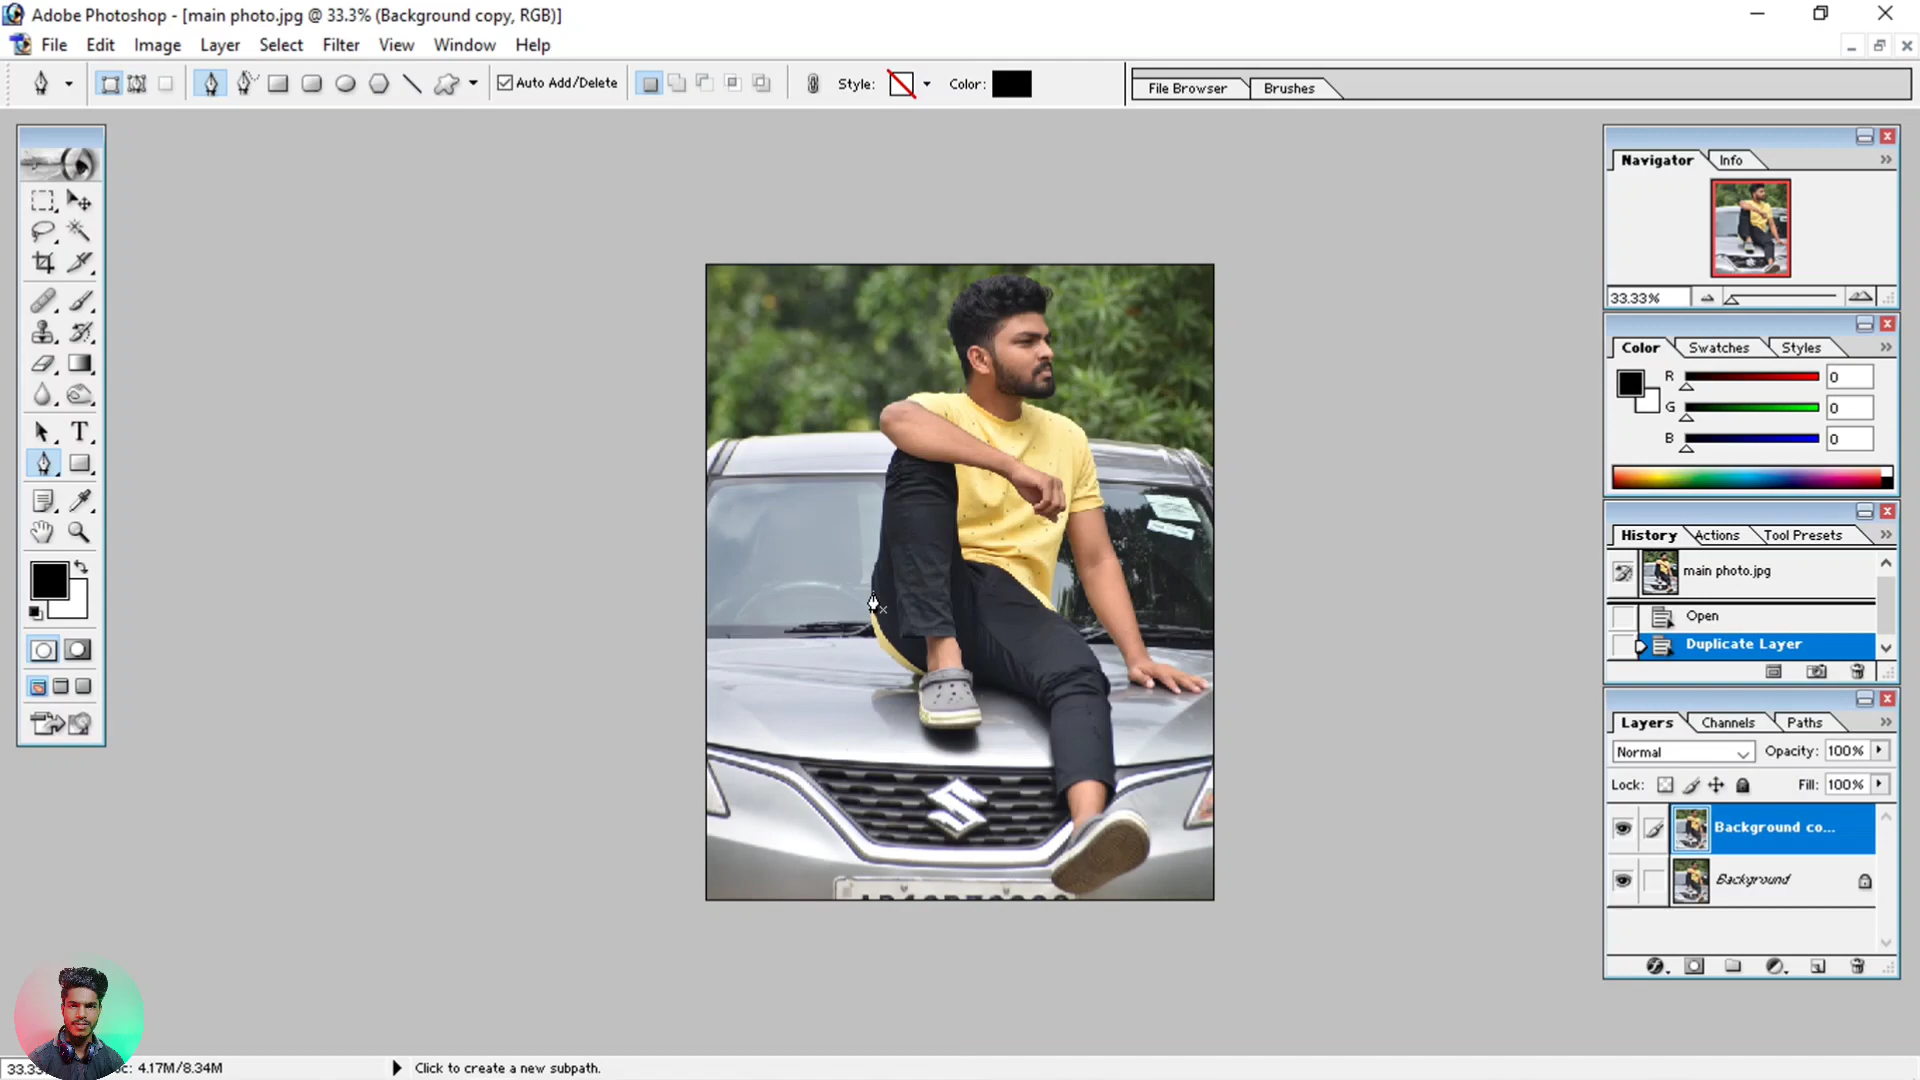 Adobe Photoshop - [main photo.jpg @ 33.3% (Background copy, RGB)]
File Edit Image Layer Select Filter View Window Help
Auto Add/Delete Style: Color: File Browser Brushes
Navigator Info
33.33%
Color Swatches Styles
R 0
G 0
B 0
History Actions Tool Presets
main photo.jpg
Open
Duplicate Layer
Layers Channels Paths
Normal Opacity: 100%
Lock: Fill: 100%
Background co...
Background
T
33.33 oc: 4.17M/8.34M Click to create a new subpath.